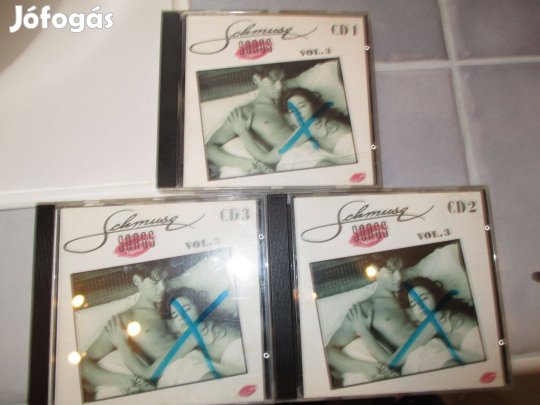 Jófogás
Schmuse CD 1
SONGS
VOL. 3
Schmuse CD 3
SONGS
VOL. 3
Schmuse CD 2
SONGS
VOL. 3